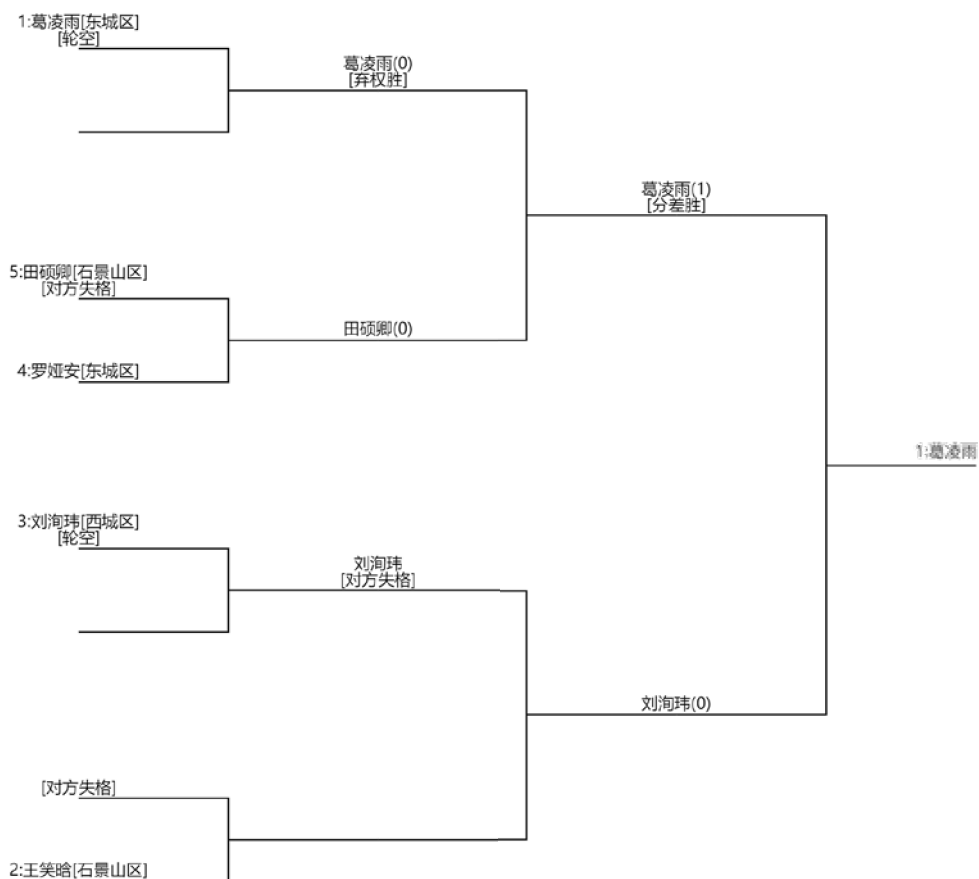 1:葛凌雨[东城区]
[轮空]
葛凌雨(0)
[弃权胜]
葛凌雨(1)
[分差胜]
5:田硕卿[石景山区]
[对方失格]
田硕卿(0)
4:罗娅安[东城区]
1:葛凌雨
3:刘洵玮[西城区]
[轮空]
刘洵玮
[对方失格]
刘洵玮(0)
[对方失格]
2:王笑晗[石景山区]